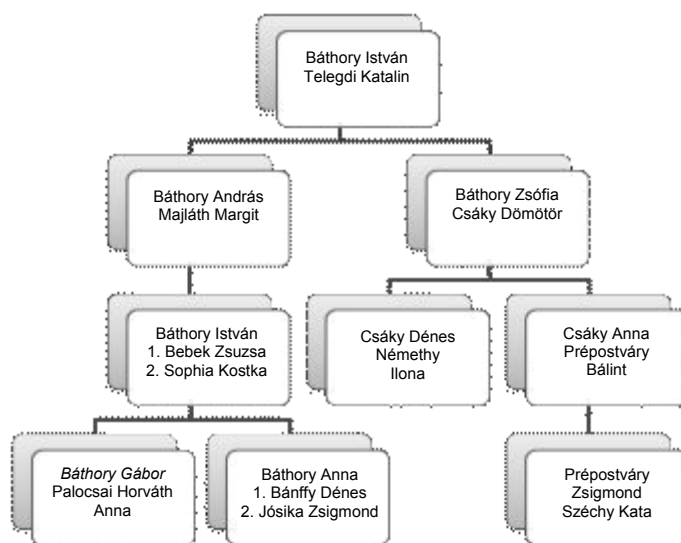 Báthory István
Telegdi Katalin
Báthory András
Majláth Margit
Báthory Zsófia
Csáky Dömötör
Báthory István
1. Bebek Zsuzsa
2. Sophia Kostka
Csáky Dénes
Némethy
Ilona
Csáky Anna
Prépostváry
Bálint
Báthory Gábor
Palocsai Horváth
Anna
Báthory Anna
1. Bánffy Dénes
2. Jósika Zsigmond
Prépostváry
Zsigmond
Széchy Kata